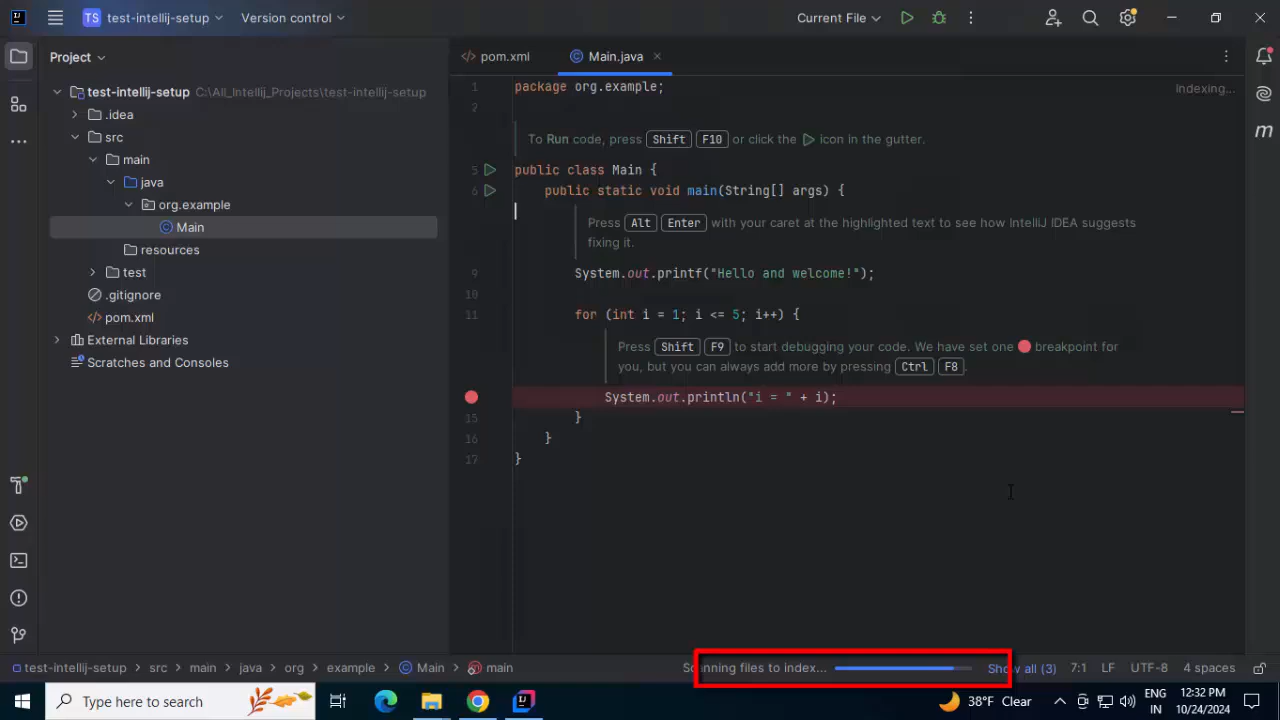 TS test-intellij-setup Version control Current File
Project
pom.xml
Main.java
test-intellij-setup C:\All_Intellij_Projects\test-intellij-setup
.idea
src
main
java
org.example
Main
resources
test
.gitignore
pom.xml
External Libraries
Scratches and Consoles
Indexing...
1 package org.example;
2
To Run code, press Shift F10 or click the icon in the gutter.
5 public class Main {
6 public static void main(String[] args) {
Press Alt Enter with your caret at the highlighted text to see how IntelliJ IDEA suggests
fixing it.
9 System.out.printf("Hello and welcome!");
10
11 for (int i = 1; i <= 5; i++) {
Press Shift F9 to start debugging your code. We have set one breakpoint for
you, but you can always add more by pressing Ctrl F8.
System.out.println("i = " + i);
15 }
16 }
17 }
m
test-intellij-setup > src > main > java > org > example > Main > main Scanning files to index... Show all (3) 7:1 LF UTF-8 4 spaces
Type here to search
38°F Clear
ENG
IN
12:32 PM
10/24/2024